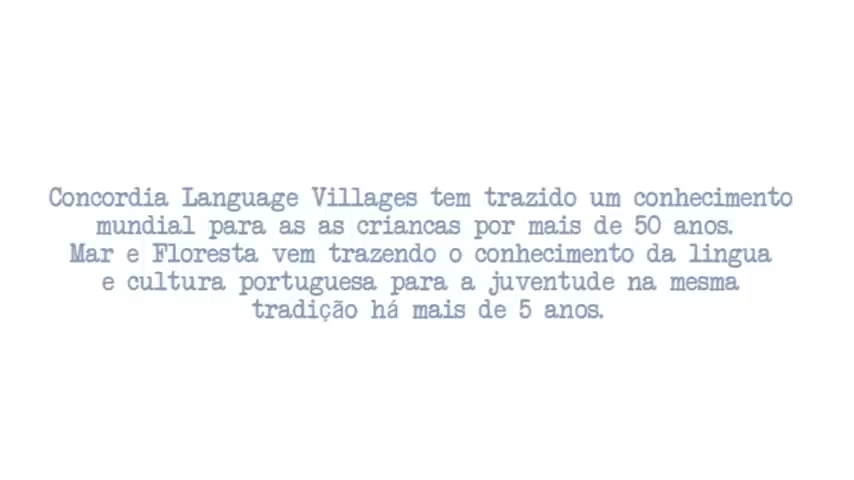 Concordia Language Villages tem trazido um conhecimento
mundial para as as criancas por mais de 50 anos.
Mar e Floresta vem trazendo o conhecimento da lingua
e cultura portuguesa para a juventude na mesma
tradição há mais de 5 anos.